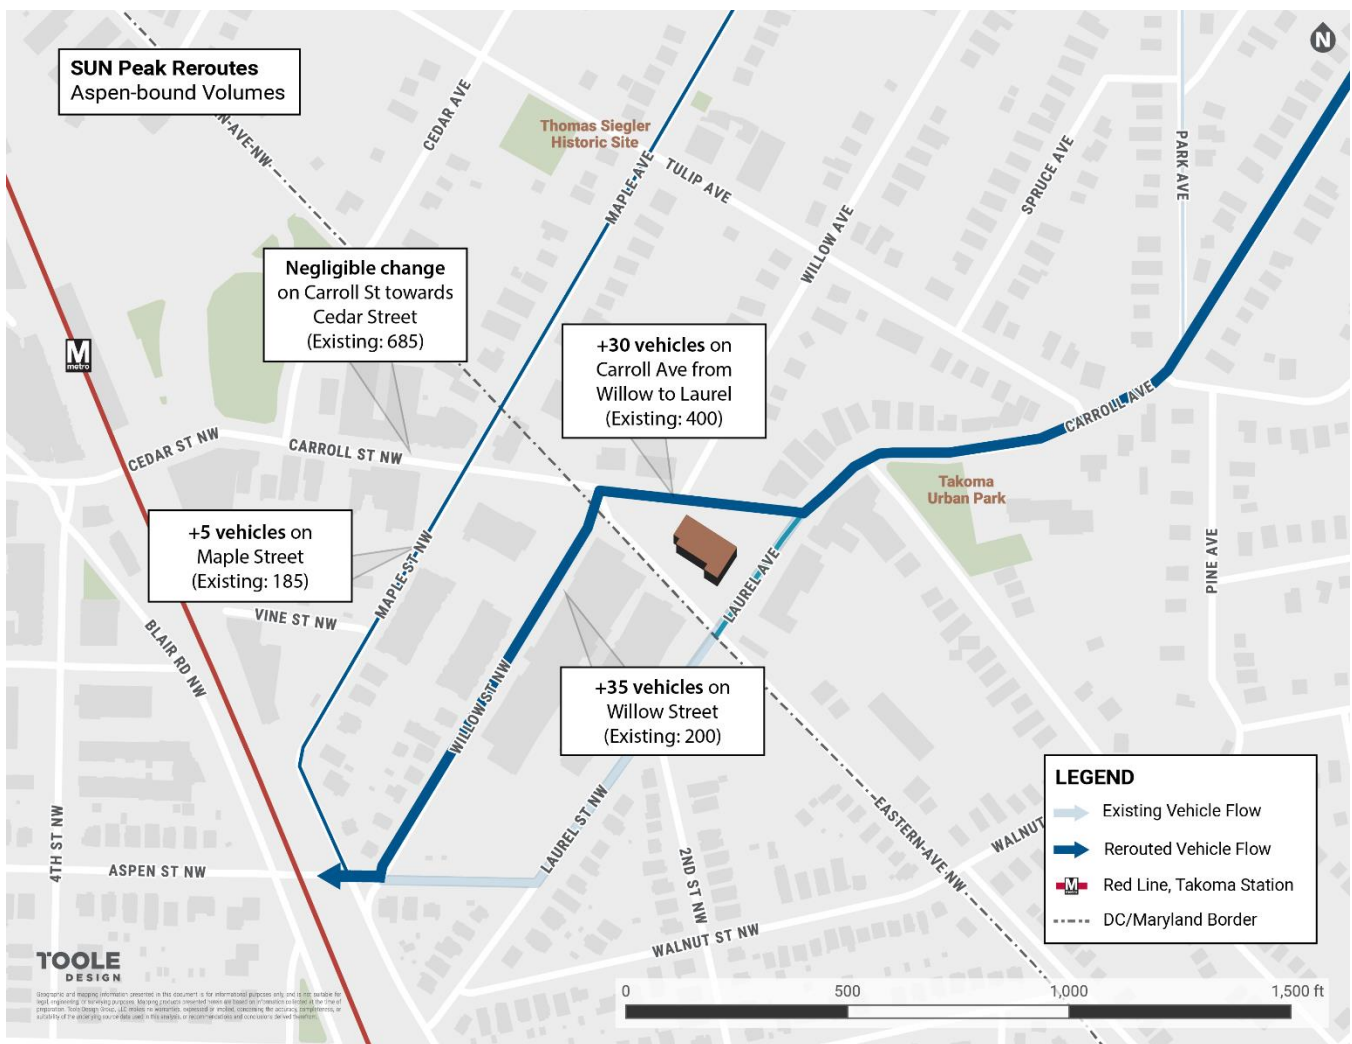 SUN Peak Reroutes
Aspen-bound Volumes
N-AVE-NW
CEDAR AVE
Thomas Siegler
Historic Site
MAPLE AVE
TULIP AVE
WILLOW AVE
SPRUCE AVE
PARK AVE
N
Negligible change
on Carroll St towards
Cedar Street
(Existing: 685)
+30 vehicles on
Carroll Ave from
Willow to Laurel
(Existing: 400)
M
metro
CEDAR ST NW
CARROLL ST NW
CARROLL AVE
Takoma
Urban Park
+5 vehicles on
Maple Street
(Existing: 185)
MAPLE ST NW
VINE ST NW
BLAIR RD NW
LAUREL AVE
PINE AVE
WILLOW ST NW
+35 vehicles on
Willow Street
(Existing: 200)
LAUREL ST NW
2ND ST NW
EASTERN-AVE-NW
WALNUT
WALNUT ST NW
4TH ST NW
ASPEN ST NW
LEGEND
Existing Vehicle Flow
Rerouted Vehicle Flow
M
Red Line, Takoma Station
DC/Maryland Border
TOOLE
DESIGN
0 500 1,000 1,500 ft